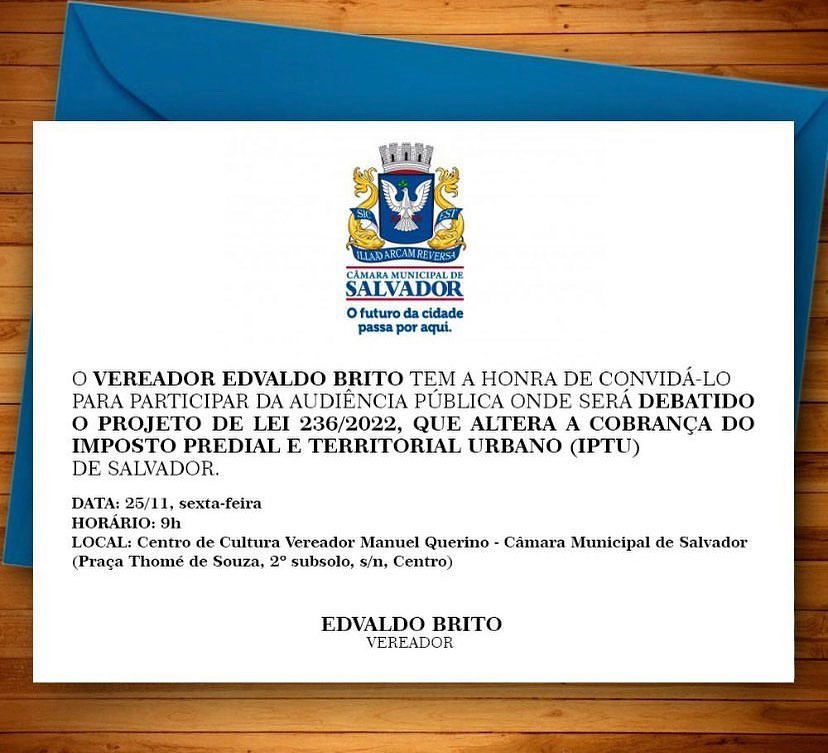 SIC EST
ILLA AD ARCAM REVERSA
CÂMARA MUNICIPAL DE
SALVADOR
O futuro da cidade
passa por aqui.
O VEREADOR EDVALDO BRITO TEM A HONRA DE CONVIDÁ-LO
PARA PARTICIPAR DA AUDIÊNCIA PÚBLICA ONDE SERÁ DEBATIDO
O PROJETO DE LEI 236/2022, QUE ALTERA A COBRANÇA DO
IMPOSTO PREDIAL E TERRITORIAL URBANO (IPTU)
DE SALVADOR.
DATA: 25/11, sexta-feira
HORÁRIO: 9h
LOCAL: Centro de Cultura Vereador Manuel Querino - Câmara Municipal de Salvador
(Praça Thomé de Souza, 2º subsolo, s/n, Centro)
EDVALDO BRITO
VEREADOR